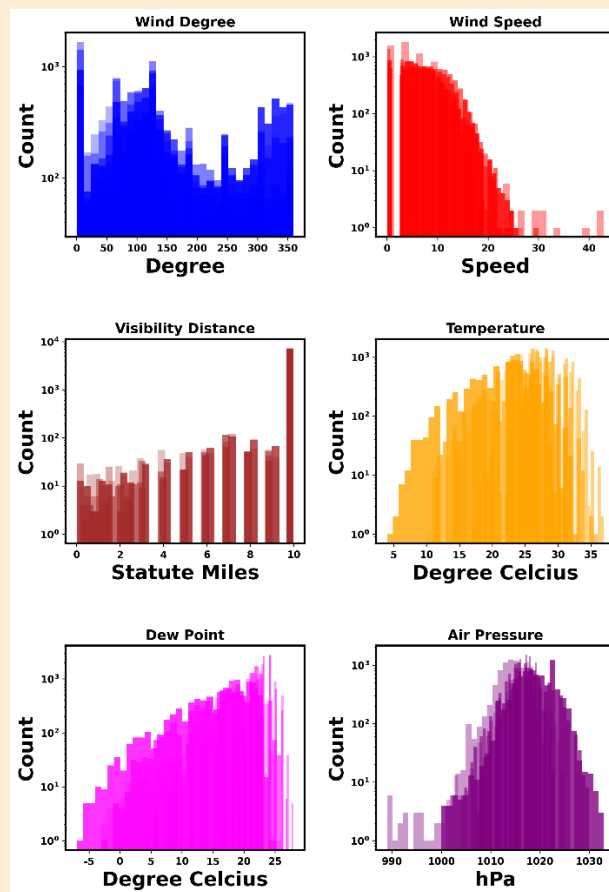 Wind Degree
Count
10³
10²
0 50 100 150 200 250 300 350
Degree
Wind Speed
Count
10³
10²
10¹
10⁰
0 10 20 30 40
Speed
Visibility Distance
Count
10⁴
10³
10²
10¹
10⁰
0 2 4 6 8 10
Statute Miles
Temperature
Count
10³
10²
10¹
10⁰
5 10 15 20 25 30 35
Degree Celcius
Dew Point
Count
10³
10²
10¹
10⁰
-5 0 5 10 15 20 25
Degree Celcius
Air Pressure
Count
10³
10²
10¹
10⁰
990 1000 1010 1020 1030
hPa